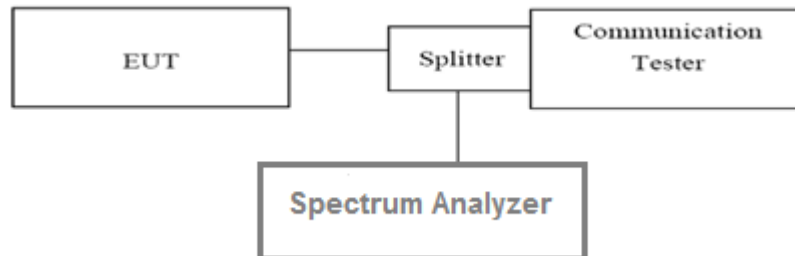 EUT
Splitter
Communication
Tester
Spectrum Analyzer